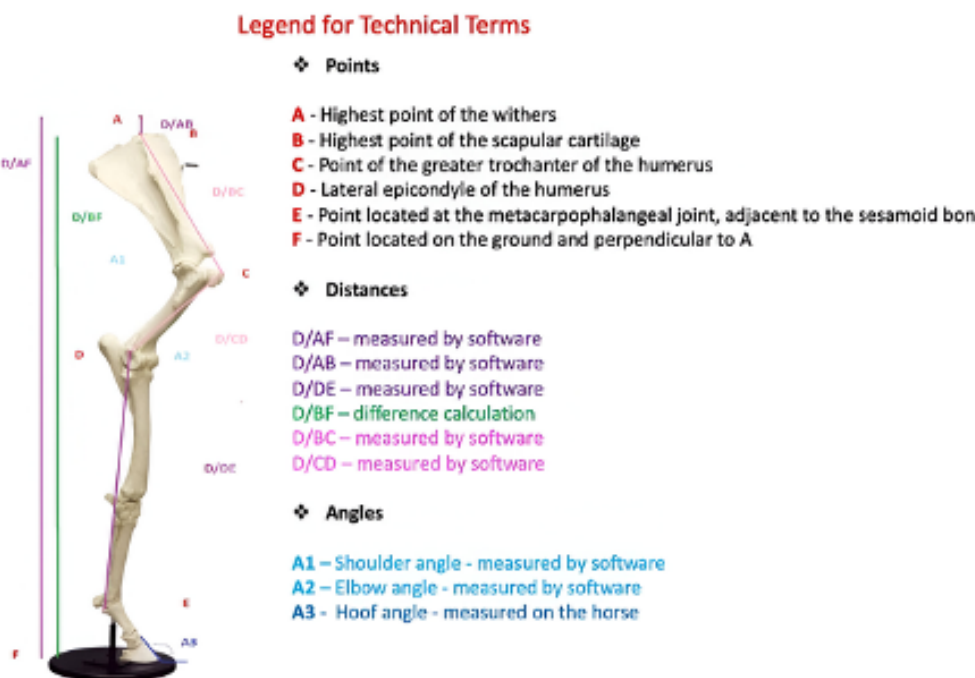 Legend for Technical Terms
❖ Points
A - Highest point of the withers
B - Highest point of the scapular cartilage
C - Point of the greater trochanter of the humerus
D - Lateral epicondyle of the humerus
E - Point located at the metacarpophalangeal joint, adjacent to the sesamoid bon
F - Point located on the ground and perpendicular to A
❖ Distances
D/AF – measured by software
D/AB – measured by software
D/DE – measured by software
D/BF – difference calculation
D/BC – measured by software
D/CD – measured by software
❖ Angles
A1 – Shoulder angle - measured by software
A2 – Elbow angle - measured by software
A3 - Hoof angle - measured on the horse
A
D/AB
B
D/AF
D/BC
D/BF
A1
C
D/CD
D
A2
D/DE
E
A3
F